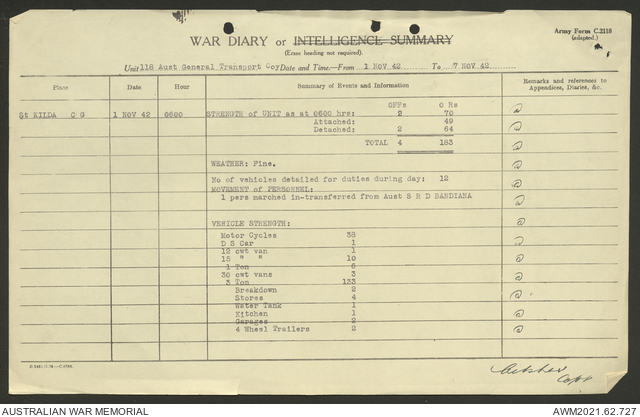 Army Form C.2118
(adapted.)
WAR DIARY or INTELLIGENCE SUMMARY
(Erase heading not required).
Unit 118 Aust General Transport Coy Date and Time.—From 1 NOV 42 To 7 NOV 42
Place Date Hour Summary of Events and Information Remarks and references to Appendices, Diaries, &c.
OFFs O Rs
St KILDA C G 1 NOV 42 0600 STRENGTH of UNIT as at 0600 hrs: 2 70
Attached: 49
Detached: 2 64
TOTAL 4 183
WEATHER: Fine.
No of vehicles detailed for duties during day: 12
MOVEMENT of PERSONNEL:
1 pers marched in-transferred from Aust S R D BANDIANA
VEHICLE STRENGTH:
Motor Cycles 38
D S Car 1
12 cwt van 1
15 " " 10
1 Ton 6
30 cwt vans 3
3 Ton 133
Breakdown 2
Stores 4
Water Tank 1
Kitchen 1
Garages 2
4 Wheel Trailers 2
Capt
AUSTRALIAN WAR MEMORIAL
AWM2021.62.727